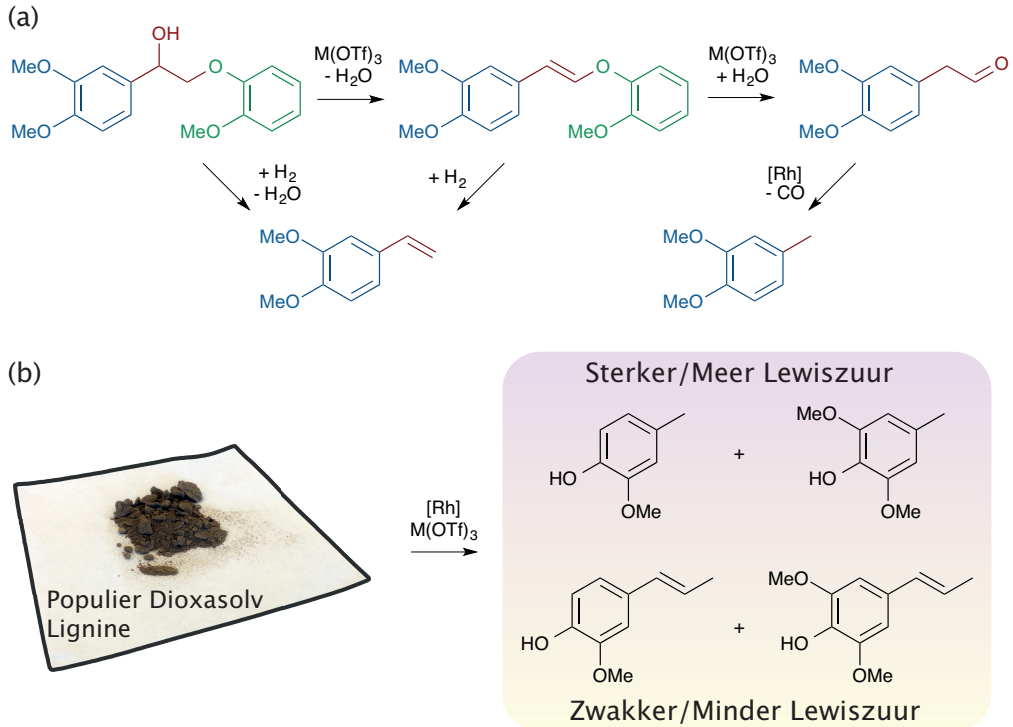 (a)
OH
MeO
MeO
O
MeO
M(OTf)3
- H2O
MeO
MeO
O
MeO
M(OTf)3
+ H2O
MeO
MeO
O
+ H2
- H2O
+ H2
[Rh]
- CO
MeO
MeO
MeO
MeO
(b)
Populier Dioxasolv
Lignine
[Rh]
M(OTf)3
Sterker/Meer Lewiszuur
HO
OMe
+
MeO
HO
OMe
HO
OMe
+
MeO
HO
OMe
Zwakker/Minder Lewiszuur